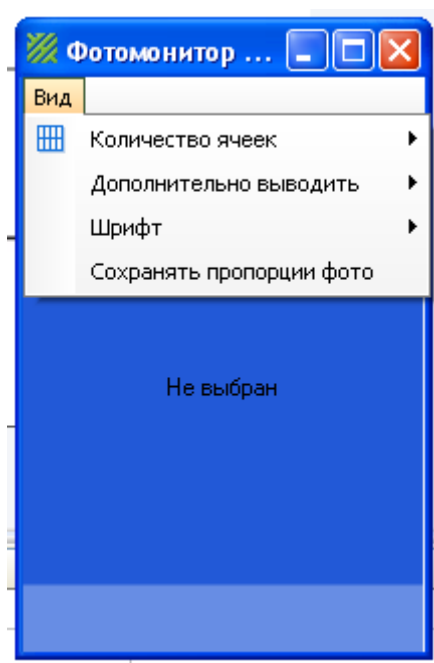 Фотомонитор ...
Вид
Количество ячеек
Дополнительно выводить
Шрифт
Сохранять пропорции фото
Не выбран